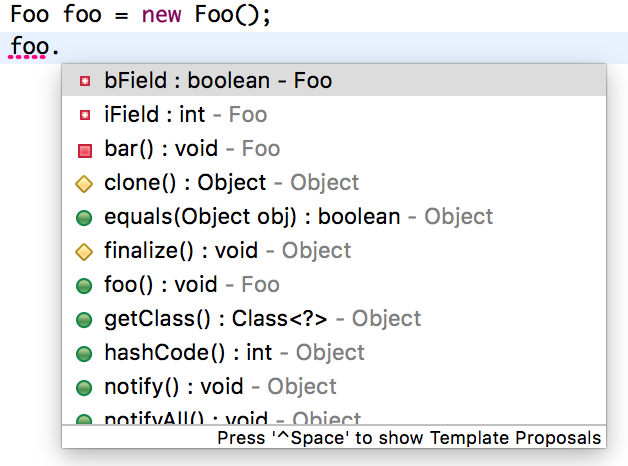 Foo foo = new Foo();
foo.
bField : boolean - Foo
iField : int - Foo
bar() : void - Foo
clone() : Object - Object
equals(Object obj) : boolean - Object
finalize() : void - Object
foo() : void - Foo
getClass() : Class<?> - Object
hashCode() : int - Object
notify() : void - Object
notifyAll() : void - Object
Press '^Space' to show Template Proposals